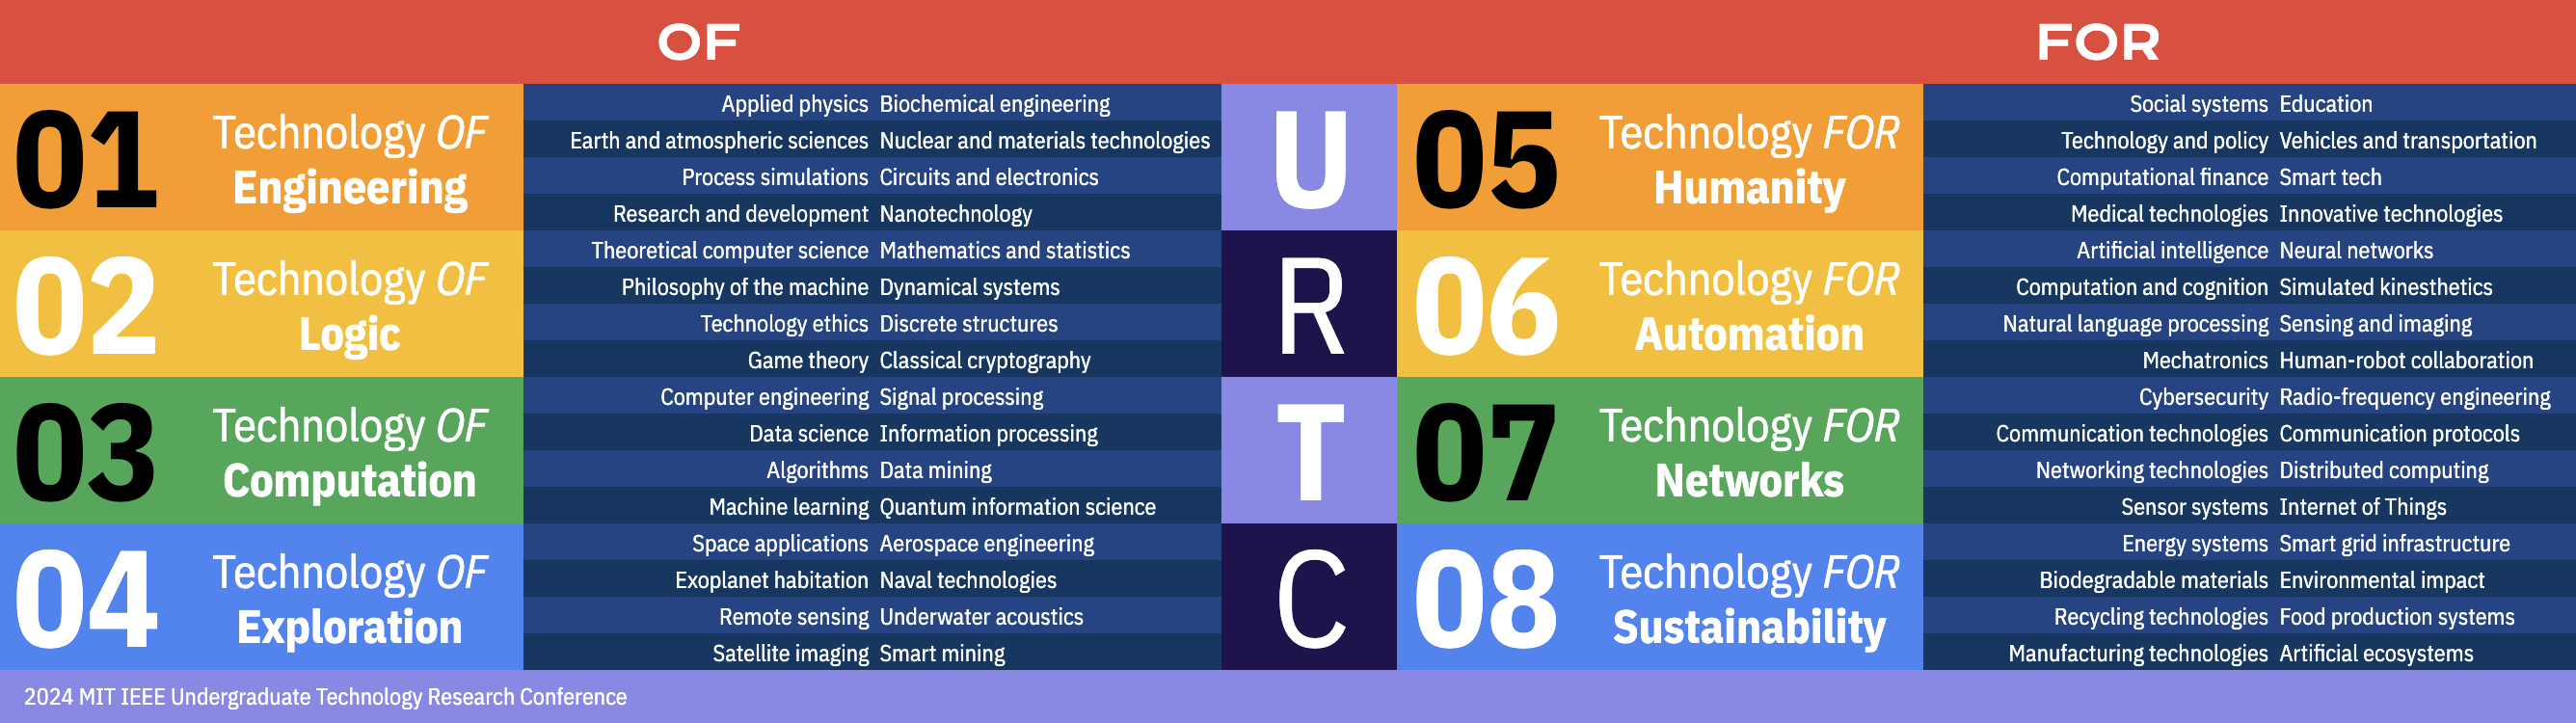 OF
FOR
01
Technology OF
Engineering
Applied physics Biochemical engineering
Earth and atmospheric sciences Nuclear and materials technologies
Process simulations Circuits and electronics
Research and development Nanotechnology
02
Technology OF
Logic
Theoretical computer science Mathematics and statistics
Philosophy of the machine Dynamical systems
Technology ethics Discrete structures
Game theory Classical cryptography
03
Technology OF
Computation
Computer engineering Signal processing
Data science Information processing
Algorithms Data mining
Machine learning Quantum information science
04
Technology OF
Exploration
Space applications Aerospace engineering
Exoplanet habitation Naval technologies
Remote sensing Underwater acoustics
Satellite imaging Smart mining
U
R
T
C
05
Technology FOR
Humanity
Social systems Education
Technology and policy Vehicles and transportation
Computational finance Smart tech
Medical technologies Innovative technologies
06
Technology FOR
Automation
Artificial intelligence Neural networks
Computation and cognition Simulated kinesthetics
Natural language processing Sensing and imaging
Mechatronics Human-robot collaboration
07
Technology FOR
Networks
Cybersecurity Radio-frequency engineering
Communication technologies Communication protocols
Networking technologies Distributed computing
Sensor systems Internet of Things
08
Technology FOR
Sustainability
Energy systems Smart grid infrastructure
Biodegradable materials Environmental impact
Recycling technologies Food production systems
Manufacturing technologies Artificial ecosystems
2024 MIT IEEE Undergraduate Technology Research Conference